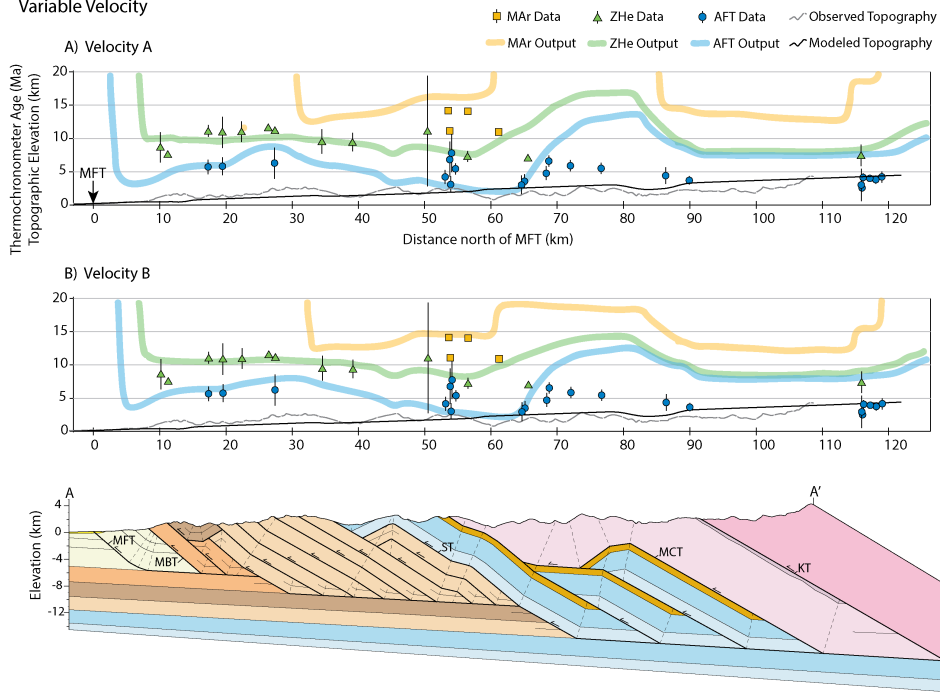 Variable Velocity
MAr Data ZHe Data AFT Data Observed Topography
MAr Output ZHe Output AFT Output Modeled Topography
A) Velocity A
Thermochronometer Age (Ma)
Topographic Elevation (km)
20
15
10
5
0
MFT
0 10 20 30 40 50 60 70 80 90 100 110 120
Distance north of MFT (km)
B) Velocity B
20
15
10
5
0
0 10 20 30 40 50 60 70 80 90 100 110 120
A A'
Elevation (km)
4
0
-4
-8
-12
MFT
MBT
ST
MCT
KT